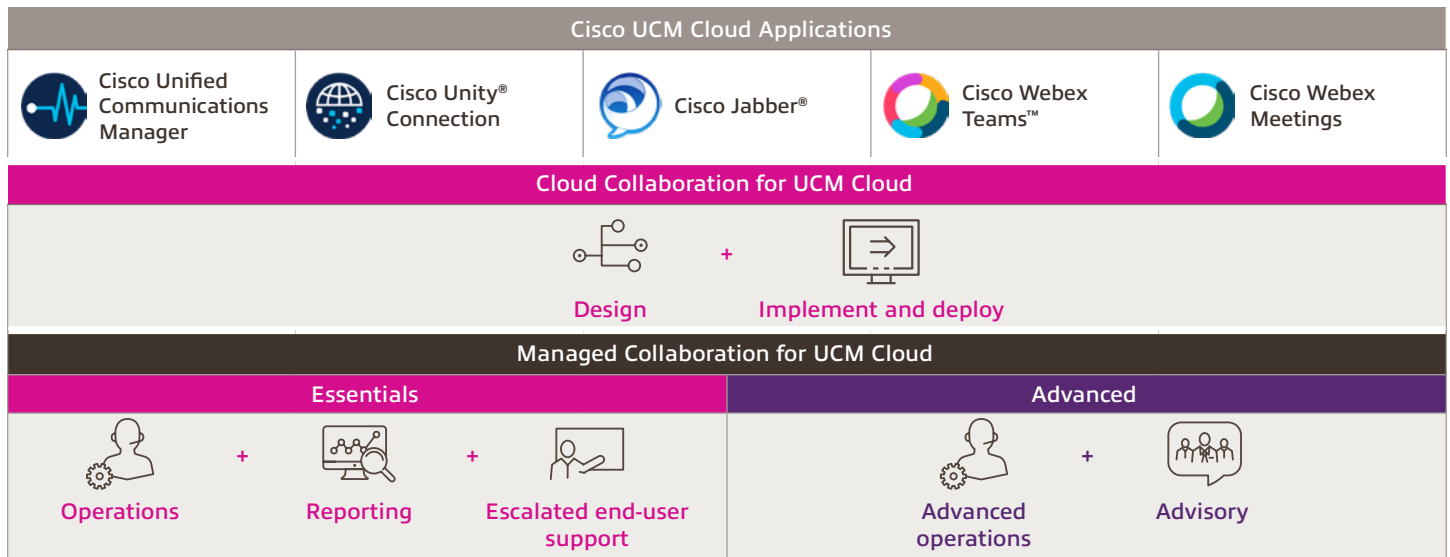 Cisco UCM Cloud Applications
Cisco Unified
Communications
Manager
Cisco Unity®
Connection
Cisco Jabber®
Cisco Webex
Teams™
Cisco Webex
Meetings
Cloud Collaboration for UCM Cloud
+
Design
Implement and deploy
Managed Collaboration for UCM Cloud
Essentials
Advanced
+
+
+
Operations
Reporting
Escalated end-user
support
Advanced
operations
Advisory